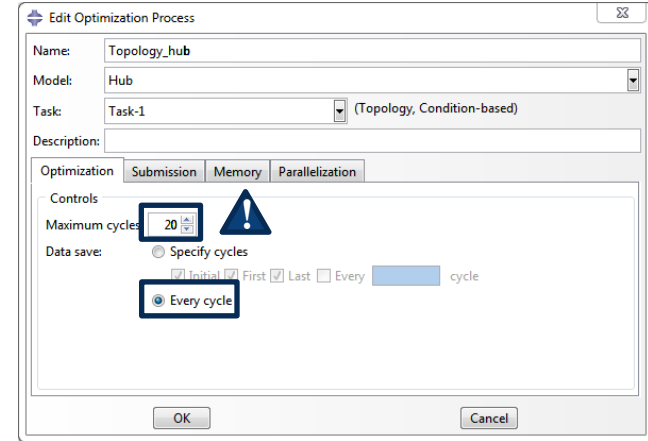 Edit Optimization Process
Name: Topology_hub
Model: Hub
Task: Task-1 (Topology, Condition-based)
Description:
Optimization Submission Memory Parallelization
Controls
Maximum cycles 20
Data save: Specify cycles
Initial First Last Every cycle
Every cycle
OK Cancel